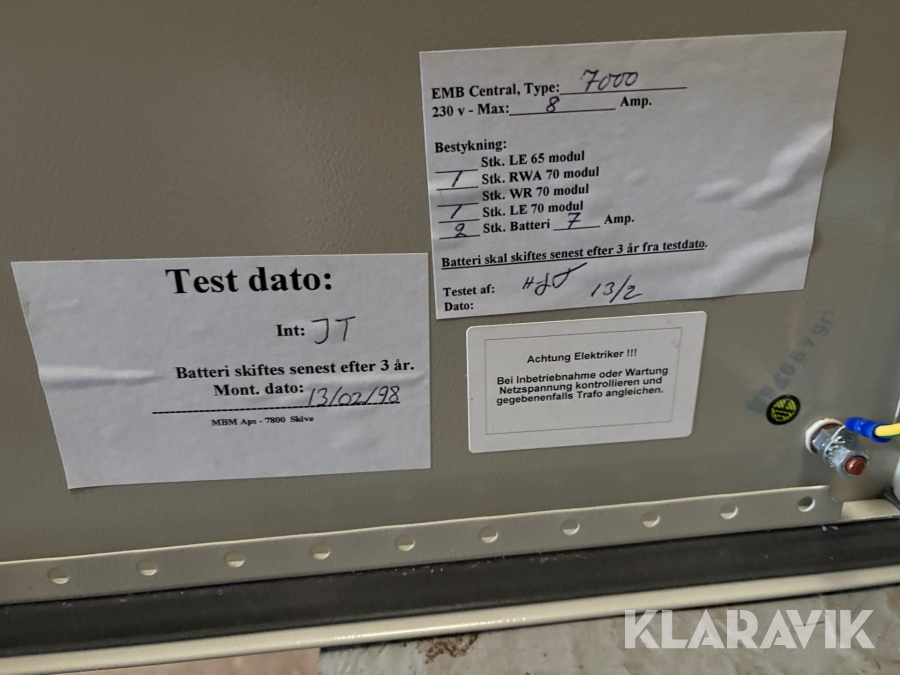 EMB Central, Type: 7000
230 v - Max: 8 Amp.
Bestykning:
Stk. LE 65 modul
1 Stk. RWA 70 modul
Stk. WR 70 modul
1 Stk. LE 70 modul
2 Stk. Batteri 7 Amp.
Batteri skal skiftes senest efter 3 år fra testdato.
Testet af:
Dato: 13/2
Test dato:
Int: JT
Batteri skiftes senest efter 3 år.
Mont. dato: 13/02/98
MBM Aps - 7800 Skive
Achtung Elektriker !!!
Bei Inbetriebnahme oder Wartung
Netzspannung kontrollieren und
gegebenenfalls Trafo angleichen.
KLARAVIK